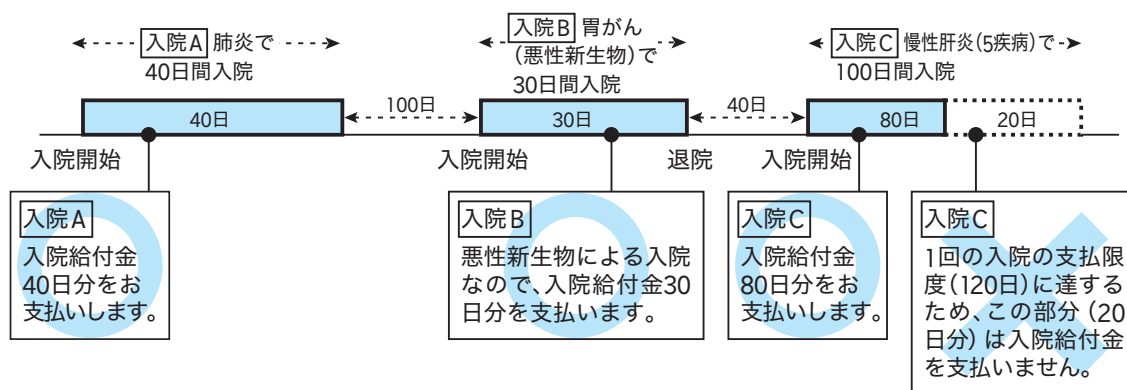 入院A 肺炎で
40日間入院
入院B 胃がん
(悪性新生物)で
30日間入院
入院C 慢性肝炎(5疾病)で
100日間入院
40日
100日
30日
40日
80日
20日
入院開始
入院開始
退院
入院開始
入院A
入院給付金
40日分をお
支払いします。
入院B
悪性新生物による入院
なので、入院給付金30
日分を支払います。
入院C
入院給付金
80日分をお
支払いします。
入院C
1回の入院の支払限
度(120日)に達する
ため、この部分(20
日分)は入院給付金
を支払いません。